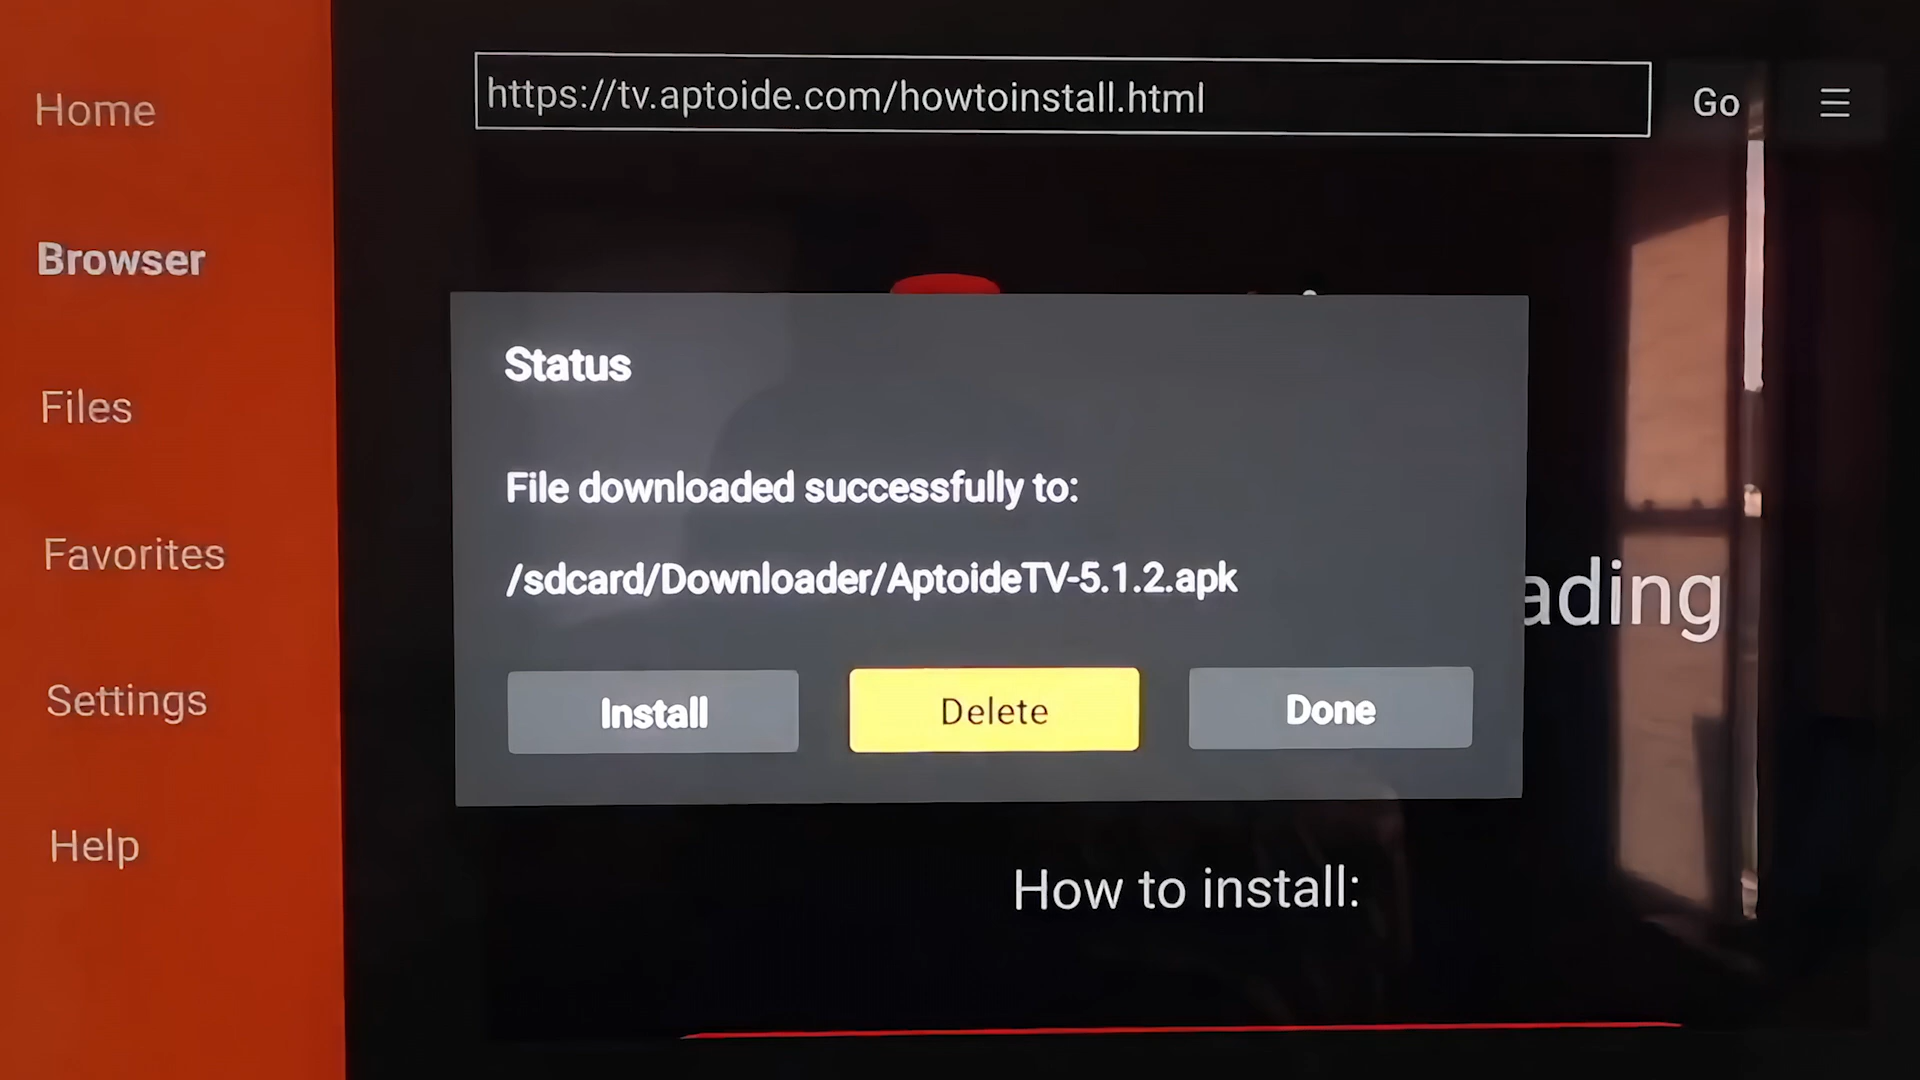 Home
Browser
Files
Favorites
Settings
Help
https://tv.aptoide.com/howtoinstall.html
Go
Status
File downloaded successfully to:
/sdcard/Downloader/AptoideTV-5.1.2.apk
Install
Delete
Done
ading
How to install: